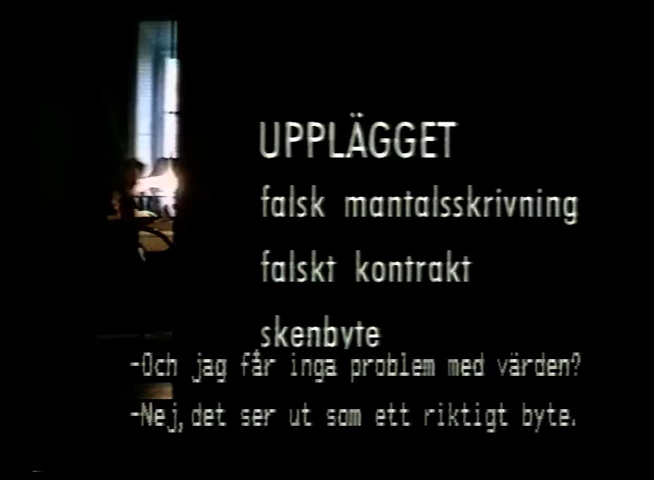 UPPLÄGGET
falsk mantalsskrivning
falskt kontrakt
skenbyte
-Och jag får inga problem med värden?
-Nej,det ser ut som ett riktigt byte.